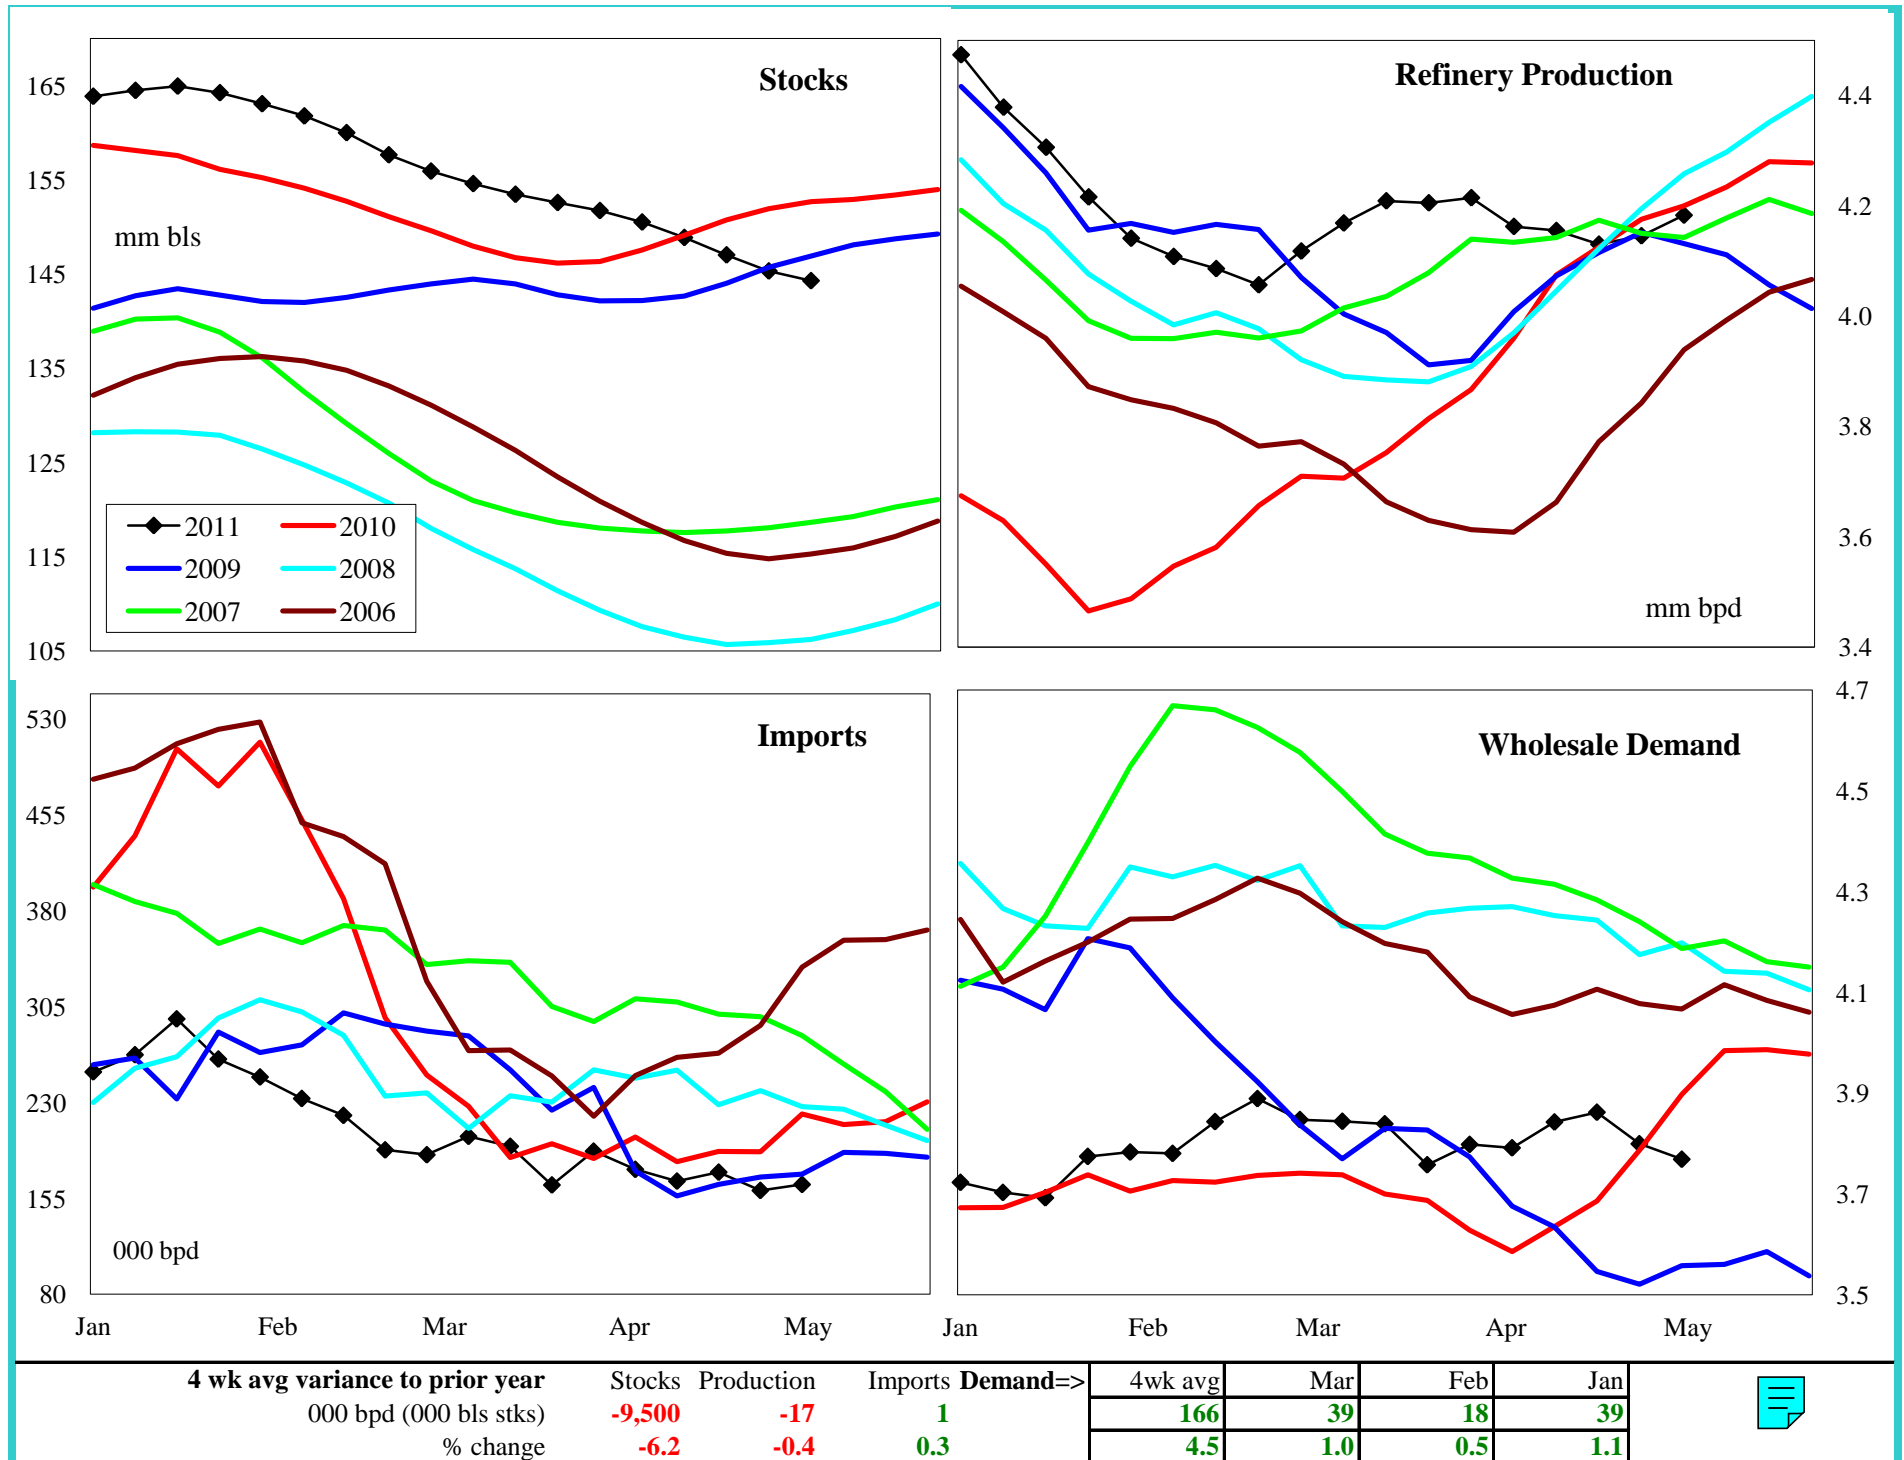 Stocks
165
155
145
135
125
115
105
mm bls
2011 2010
2009 2008
2007 2006
Refinery Production
4.4
4.2
4.0
3.8
3.6
3.4
mm bpd
Imports
530
455
380
305
230
155
80
000 bpd
Jan Feb Mar Apr May
Wholesale Demand
4.7
4.5
4.3
4.1
3.9
3.7
3.5
Jan Feb Mar Apr May
4 wk avg variance to prior year Stocks Production Imports Demand=> 4wk avg Mar Feb Jan
000 bpd (000 bls stks) -9,500 -17 1 166 39 18 39
% change -6.2 -0.4 0.3 4.5 1.0 0.5 1.1